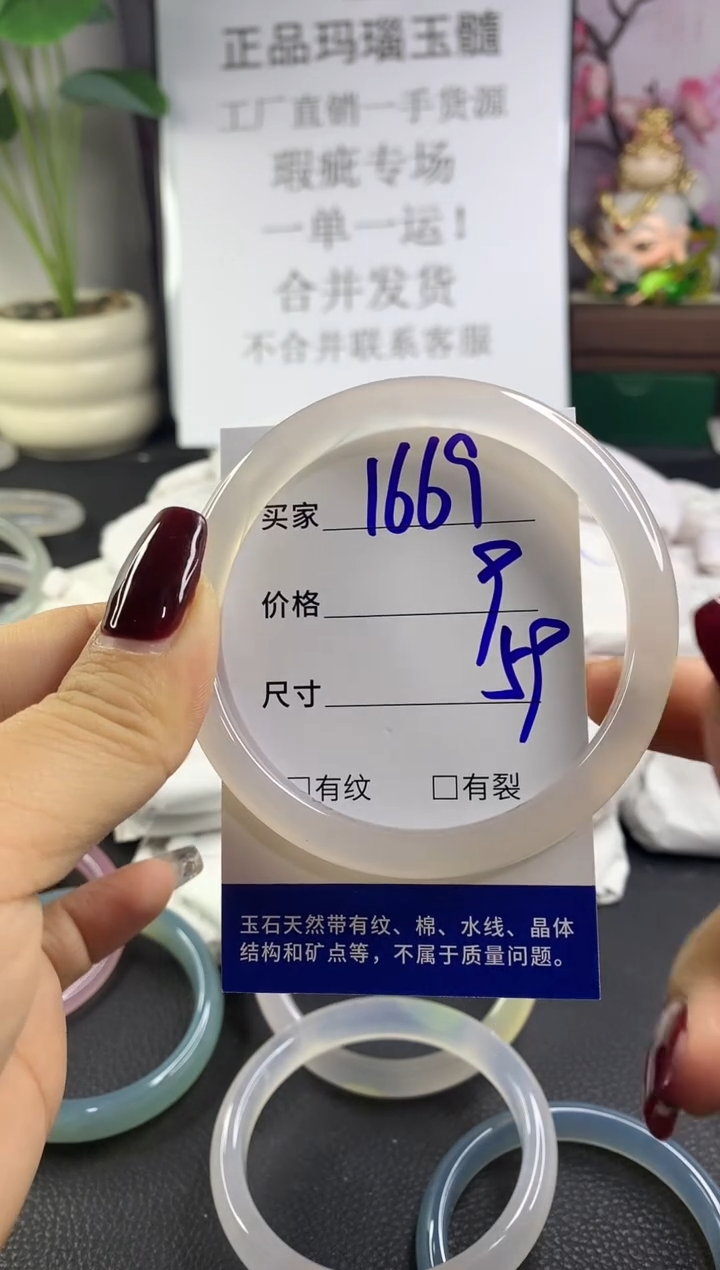 正品玛瑙玉髓
工厂直销一手货源
瑕疵专场
一单一运!
合并发货
不合并联系客服
买家 1669
价格 9
尺寸 59
□有纹 □有裂
玉石天然带有纹、棉、水线、晶体
结构和矿点等，不属于质量问题。